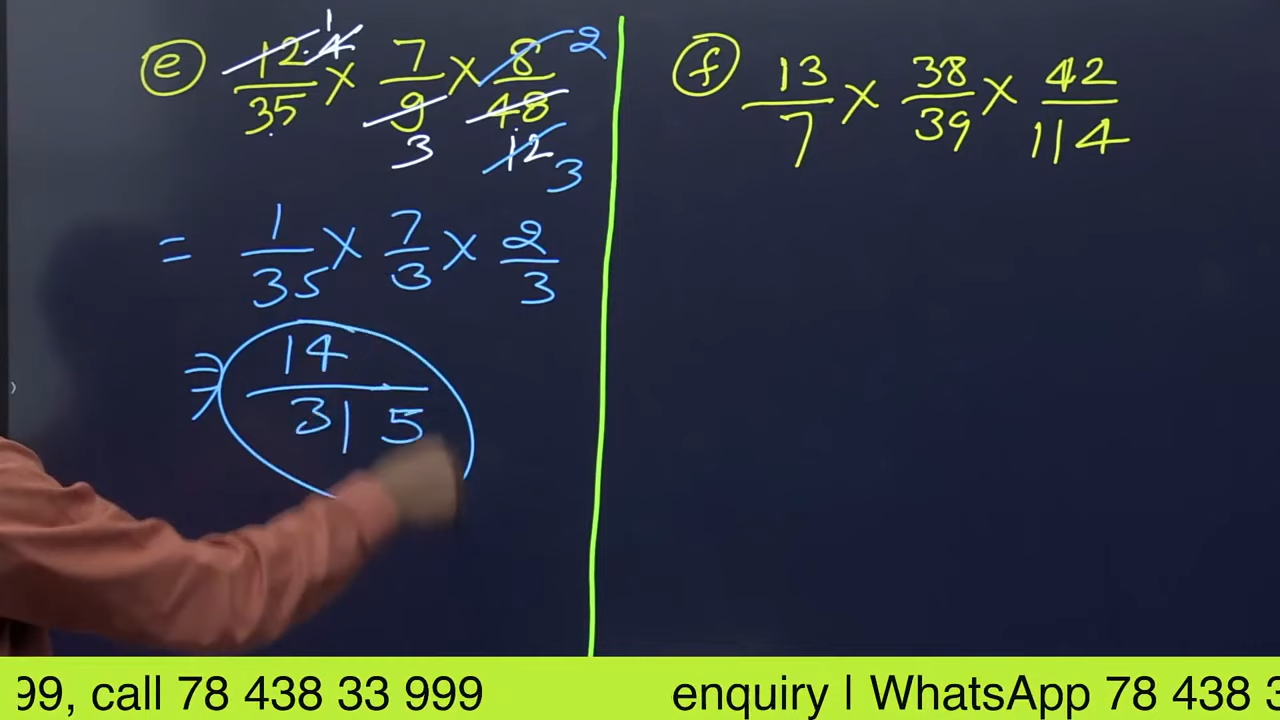 e 12/35 × 7/9 × 8/48
1 4 2
3 12 3
= 1/35 × 7/3 × 2/3
= 14/315
f 13/7 × 38/39 × 42/114
99, call 78 438 33 999 enquiry | WhatsApp 78 438 3